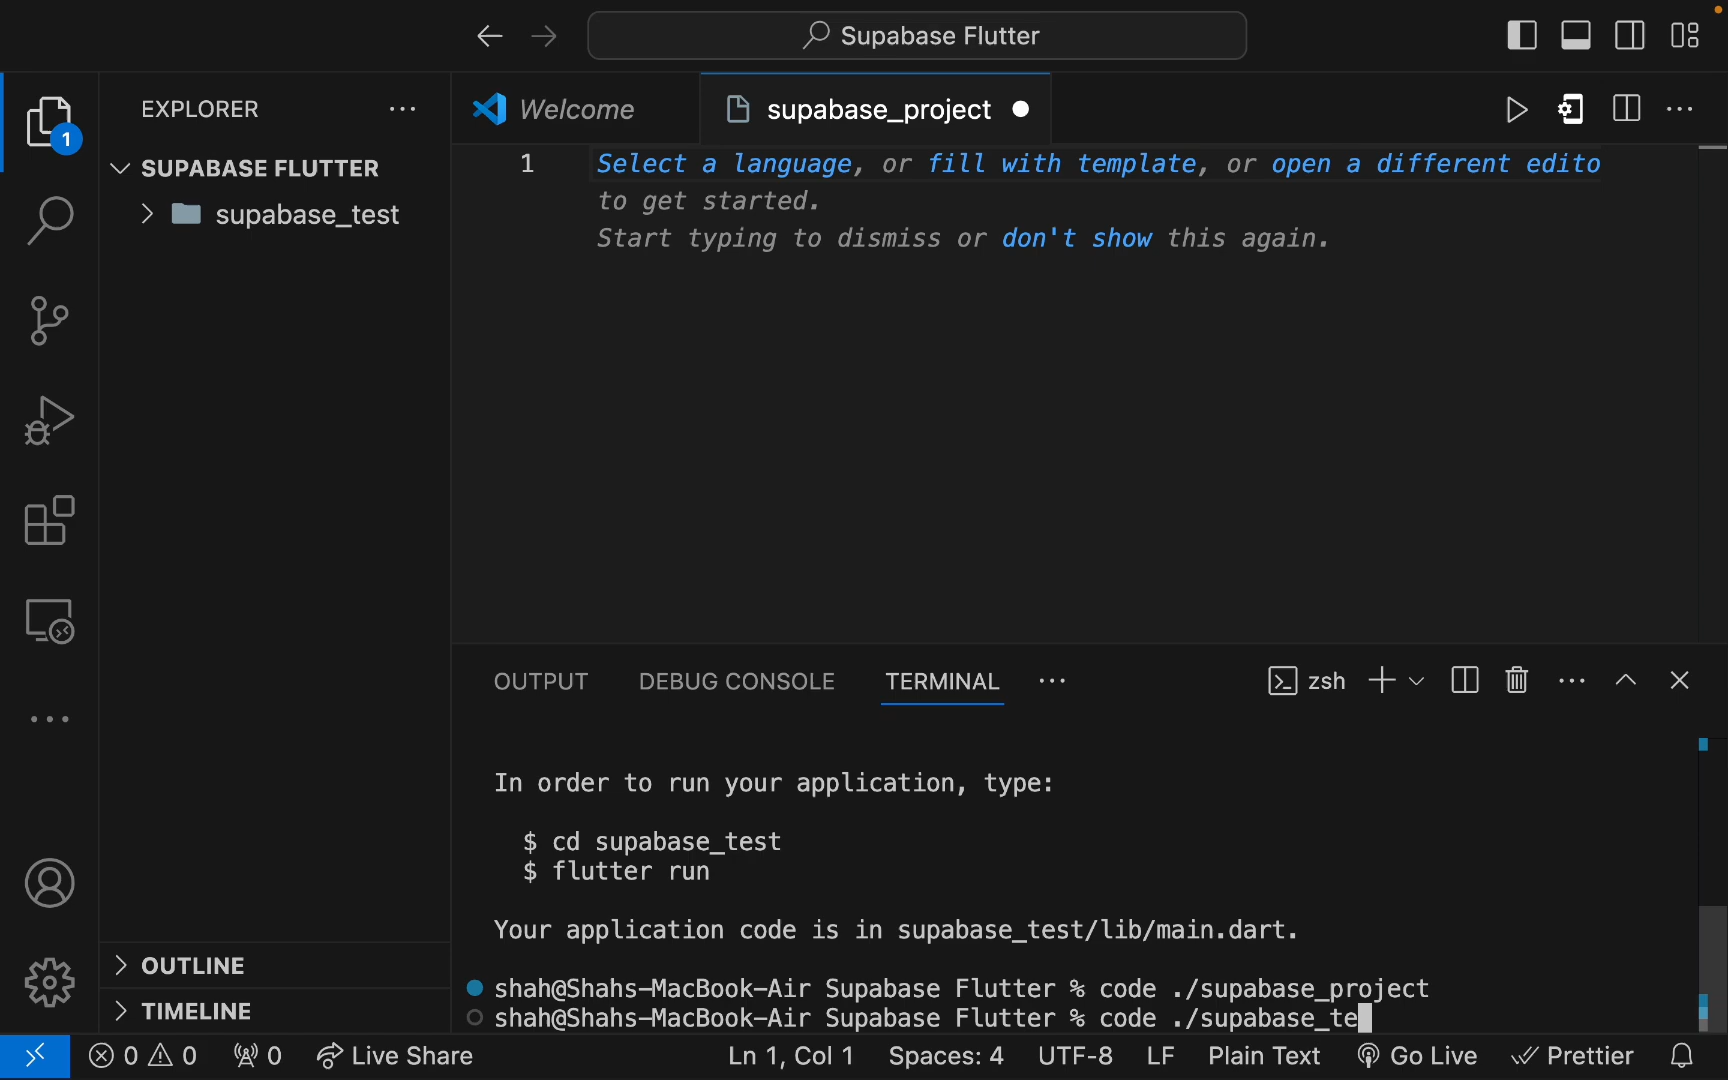 Supabase Flutter
EXPLORER
Welcome
supabase_project
1
SUPABASE FLUTTER
supabase_test
1 Select a language, or fill with template, or open a different edito
to get started.
Start typing to dismiss or don't show this again.
OUTPUT DEBUG CONSOLE TERMINAL
zsh
In order to run your application, type:
$ cd supabase_test
$ flutter run
Your application code is in supabase_test/lib/main.dart.
shah@Shahs-MacBook-Air Supabase Flutter % code ./supabase_project
shah@Shahs-MacBook-Air Supabase Flutter % code ./supabase_te
OUTLINE
TIMELINE
0 0 0 Live Share Ln 1, Col 1 Spaces: 4 UTF-8 LF Plain Text Go Live Prettier